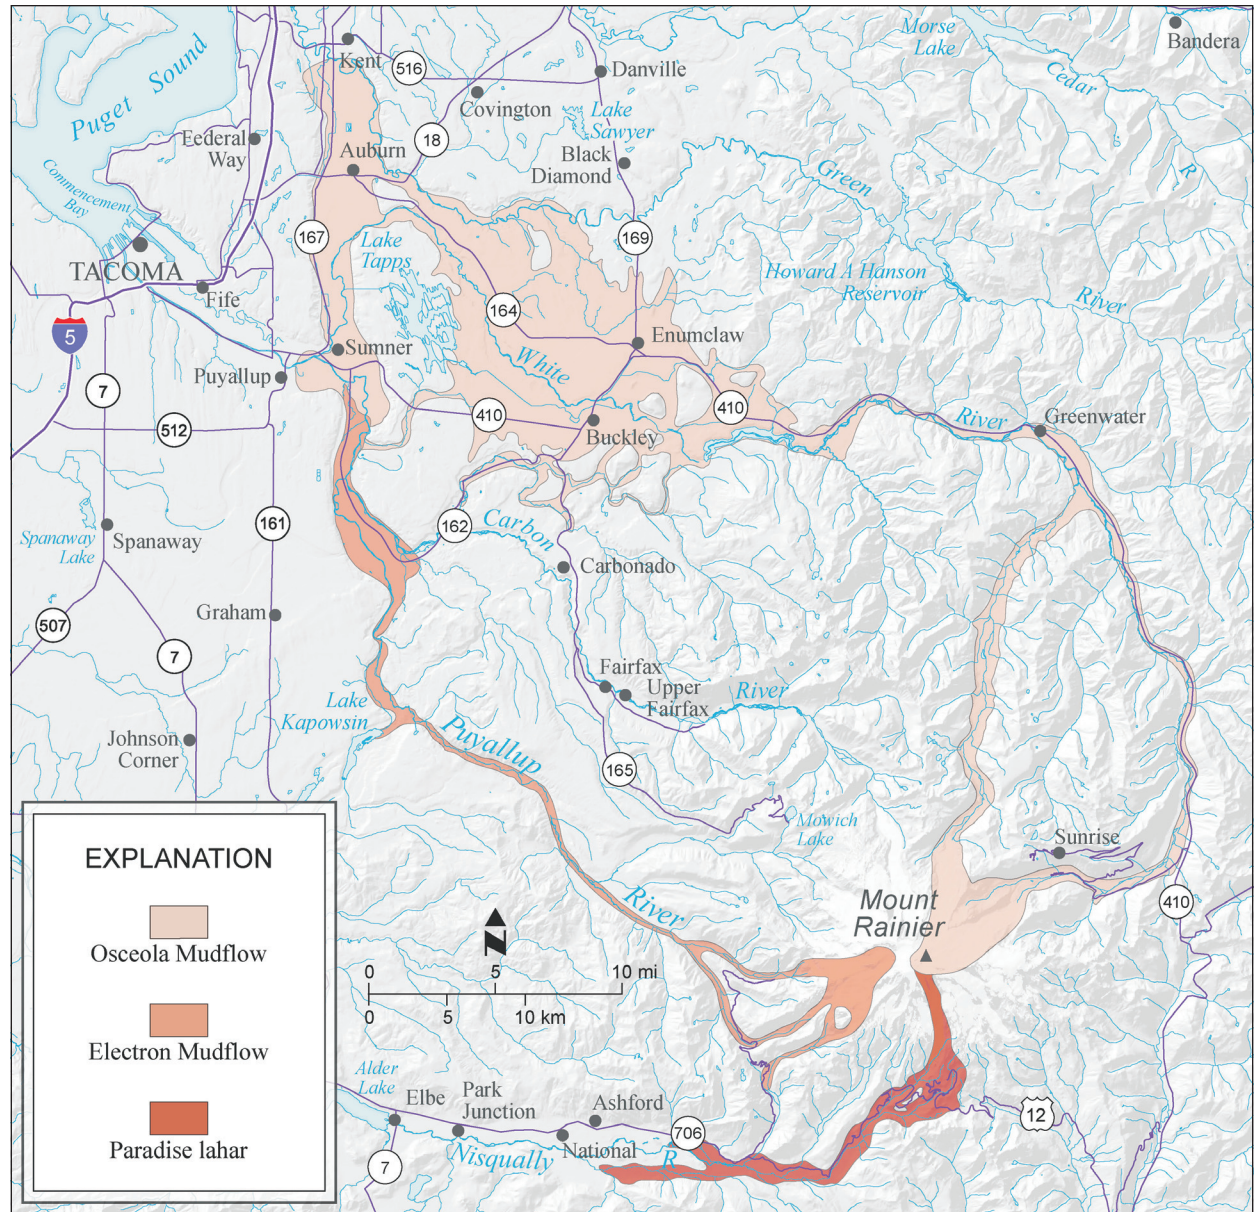 Morse
Lake
Bandera
Kent
516
Danville
Cedar
Puget Sound
Covington
Lake
Sawyer
Federal
Way
18
Auburn
Black
Diamond
Green
R
Commencement
Bay
167
Lake
Tapps
169
TACOMA
Howard A Hanson
Reservoir
River
Fife
164
5
Enumclaw
Sumner
White
Puyallup
7
410
410
River
Greenwater
512
Buckley
Spanaway
Lake
Spanaway
161
162
Carbon
Carbonado
Graham
507
7
Fairfax
Upper
Fairfax
River
Lake
Kapowsin
Johnson
Corner
Puyallup
165
Mowich
Lake
Sunrise
EXPLANATION
Osceola Mudflow
Electron Mudflow
Paradise lahar
River
Mount
Rainier
410
N
0 5 10 mi
0 5 10 km
Alder
Lake
Elbe
Park
Junction
Ashford
706
12
National
Nisqually
R
7